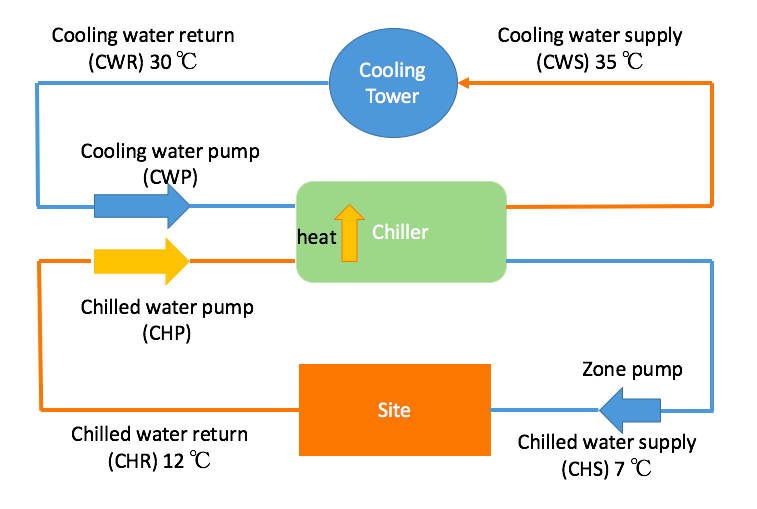 Cooling water return
(CWR) 30 ℃
Cooling
Tower
Cooling water supply
(CWS) 35 ℃
Cooling water pump
(CWP)
heat
Chiller
Chilled water pump
(CHP)
Zone pump
Site
Chilled water return
(CHR) 12 ℃
Chilled water supply
(CHS) 7 ℃